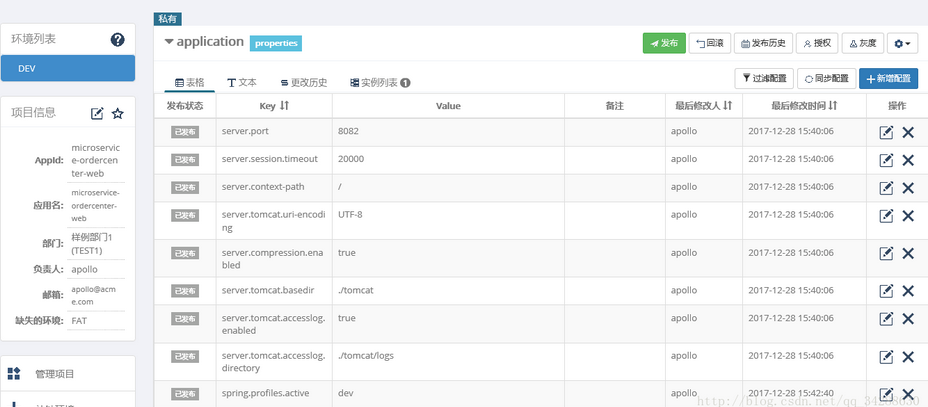 私有
环境列表
DEV
项目信息
AppId:
microservic
e-ordercen
ter-web
应用名:
microservice-
ordercenter-
web
部门:
样例部门1
(TEST1)
负责人:
apollo
邮箱:
apollo@acm
e.com
缺失的环境:
FAT
管理项目
application properties
发布 回滚 发布历史 授权 灰度
表格 文本 更改历史 实例列表 1
过滤配置 同步配置 +新增配置
发布状态 Key Value 备注 最后修改人 最后修改时间 操作
已发布 server.port 8082 apollo 2017-12-28 15:40:06
已发布 server.session.timeout 20000 apollo 2017-12-28 15:40:06
已发布 server.context-path / apollo 2017-12-28 15:40:06
已发布 server.tomcat.uri-encodi UTF-8 apollo 2017-12-28 15:40:06
ng
已发布 server.compression.ena true apollo 2017-12-28 15:40:06
bled
已发布 server.tomcat.basedir ./tomcat apollo 2017-12-28 15:40:06
已发布 server.tomcat.accesslog. true apollo 2017-12-28 15:40:06
enabled
已发布 server.tomcat.accesslog. ./tomcat/logs apollo 2017-12-28 15:40:06
directory
已发布 spring.profiles.active dev apollo 2017-12-28 15:42:40